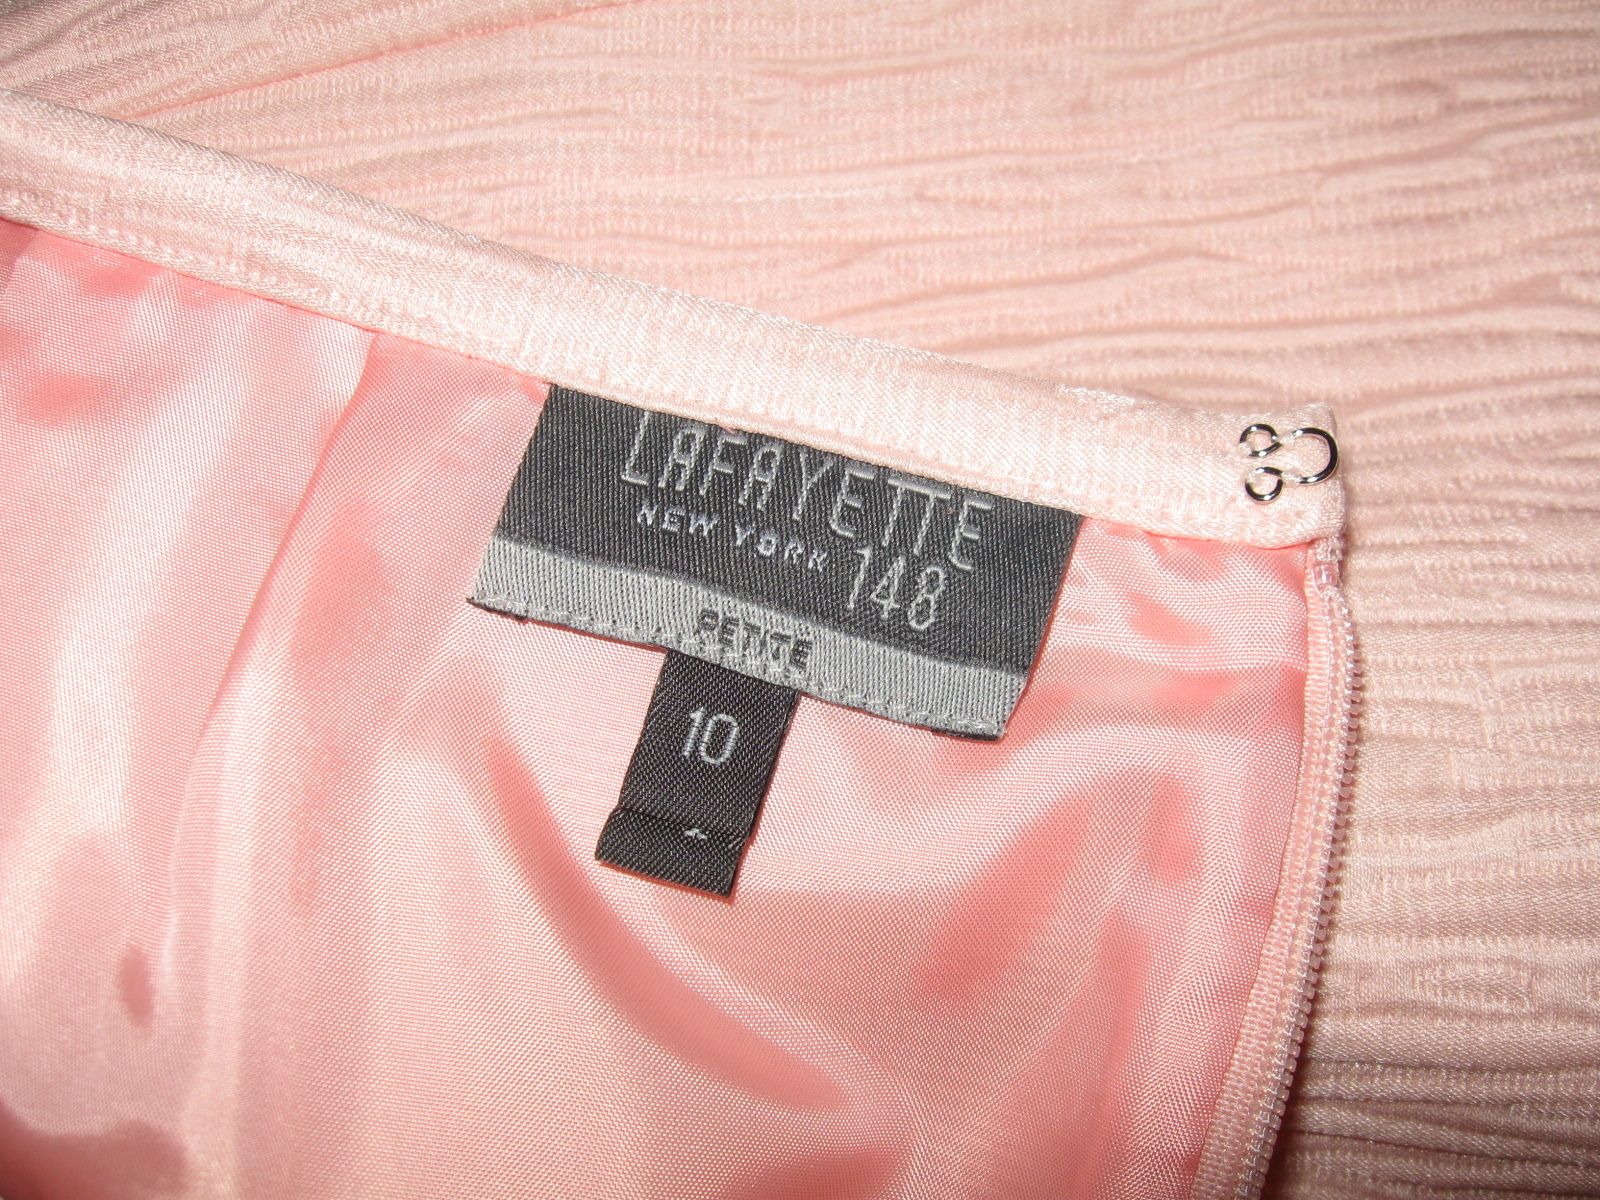 LAFAYETTE
NEW YORK 148
PETITE
10